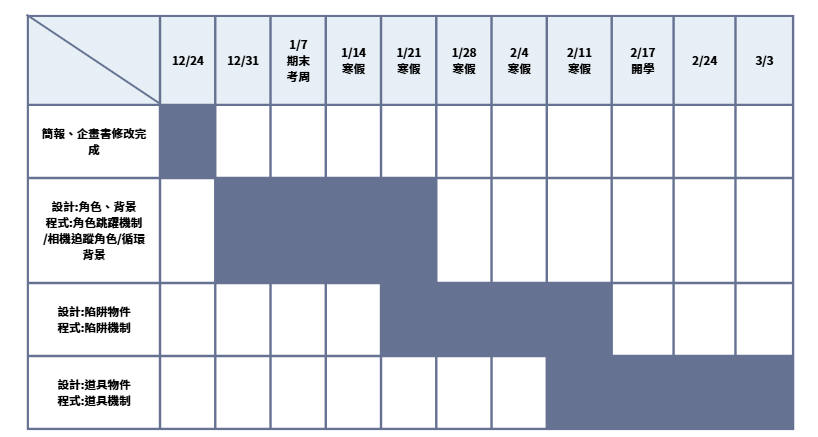 12/24
12/31
1/7
期末
考周
1/14
寒假
1/21
寒假
1/28
寒假
2/4
寒假
2/11
寒假
2/17
開學
2/24
3/3
簡報、企畫書修改完
成
設計:角色、背景
程式:角色跳躍機制
/相機追蹤角色/循環
背景
設計:陷阱物件
程式:陷阱機制
設計:道具物件
程式:道具機制